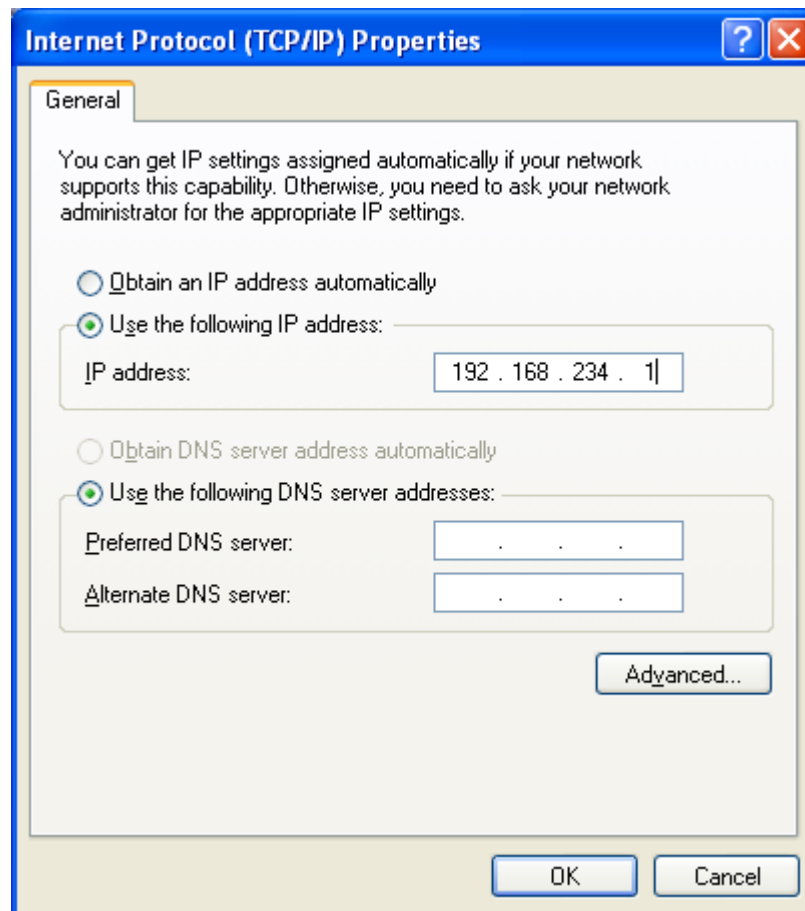 Internet Protocol (TCP/IP) Properties
General
You can get IP settings assigned automatically if your network
supports this capability. Otherwise, you need to ask your network
administrator for the appropriate IP settings.
Obtain an IP address automatically
Use the following IP address:
IP address: 192 . 168 . 234 . 1
Obtain DNS server address automatically
Use the following DNS server addresses:
Preferred DNS server: . . .
Alternate DNS server: . . .
Advanced...
OK Cancel